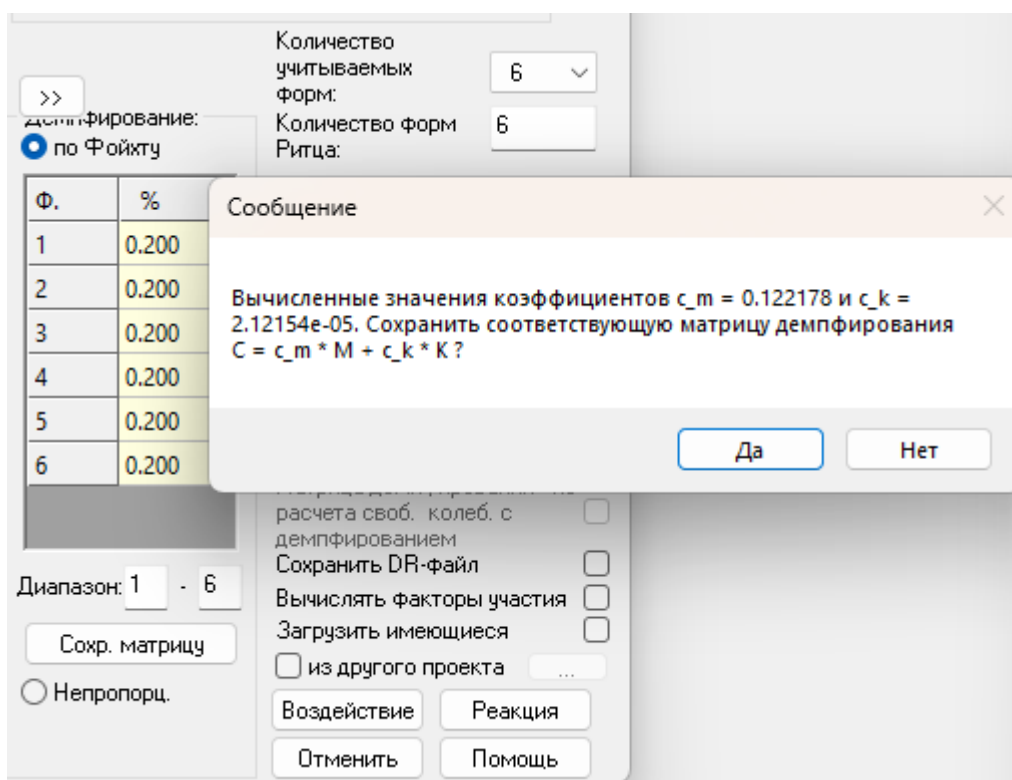 Количество
учитываемых
форм:
6
>>
Демпфирование:
по Фойхту
Количество форм
Ритца:
6
Ф.
%
1
0.200
2
0.200
3
0.200
4
0.200
5
0.200
6
0.200
Сообщение
Вычисленные значения коэффициентов c_m = 0.122178 и c_k =
2.12154e-05. Сохранить соответствующую матрицу демпфирования
C = c_m * M + c_k * K ?
Да
Нет
расчета своб. колеб. с
демпфированием
Сохранить DR-файл
Диапазон: 1 - 6
Вычислять факторы участия
Загрузить имеющиеся
Сохр. матрицу
из другого проекта
...
Непропорц.
Воздействие
Реакция
Отменить
Помощь